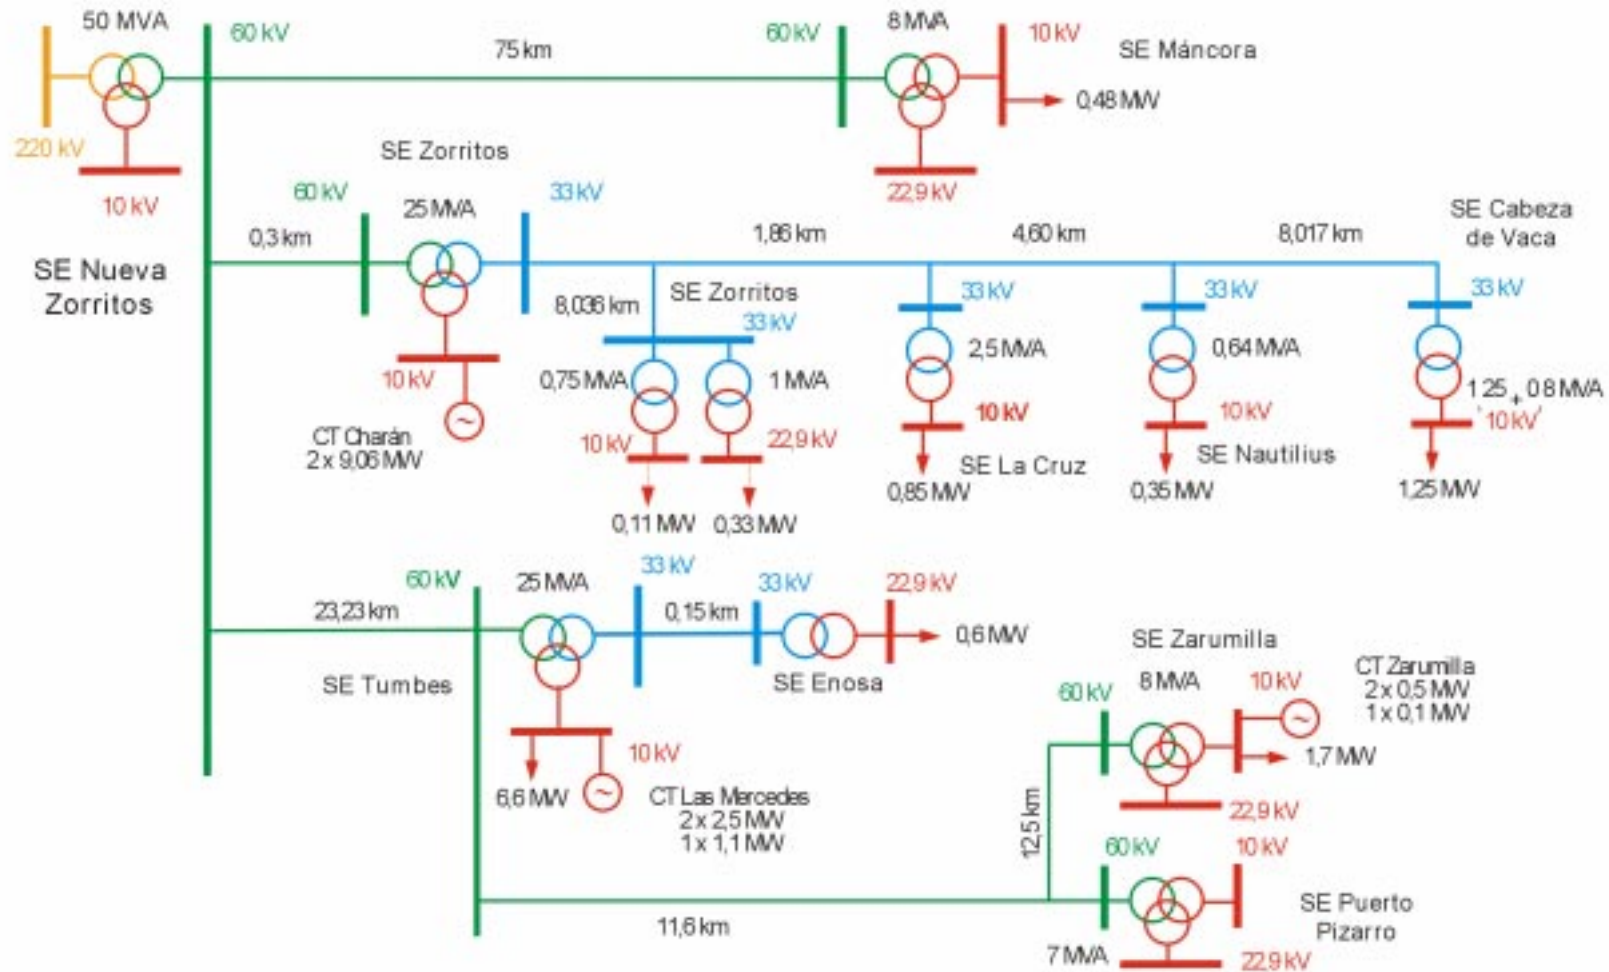 50 MVA
60 kV
75 km
60 kV
8 MVA
10 kV
SE Máncora
0,48 MW
220 kV
10 kV
22,9 kV
SE Nueva
Zorritos
SE Zorritos
60 kV
25 MVA
33 kV
0,3 km
1,86 km
4,60 km
8,017 km
SE Cabeza
de Vaca
8,036 km
SE Zorritos
33 kV
33 kV
33 kV
33 kV
10 kV
CT Charán
2 x 9,06 MW
0,75 MVA
1 MVA
2,5 MVA
0,64 MVA
1,25 + 0,8 MVA
10 kV
22,9 kV
10 kV
10 kV
10 kV
SE La Cruz
SE Nautilius
0,11 MW
0,33 MW
0,85 MW
0,35 MW
1,25 MW
60 kV
25 MVA
33 kV
33 kV
22,9 kV
23,23 km
0,15 km
0,6 MW
SE Tumbes
SE Enosa
10 kV
6,6 MW
CT Las Mercedes
2 x 2,5 MW
1 x 1,1 MW
SE Zarumilla
60 kV
8 MVA
10 kV
CT Zarumilla
2 x 0,5 MW
1 x 0,1 MW
1,7 MW
22,9 kV
12,5 km
11,6 km
60 kV
10 kV
SE Puerto
Pizarro
7 MVA
22,9 kV